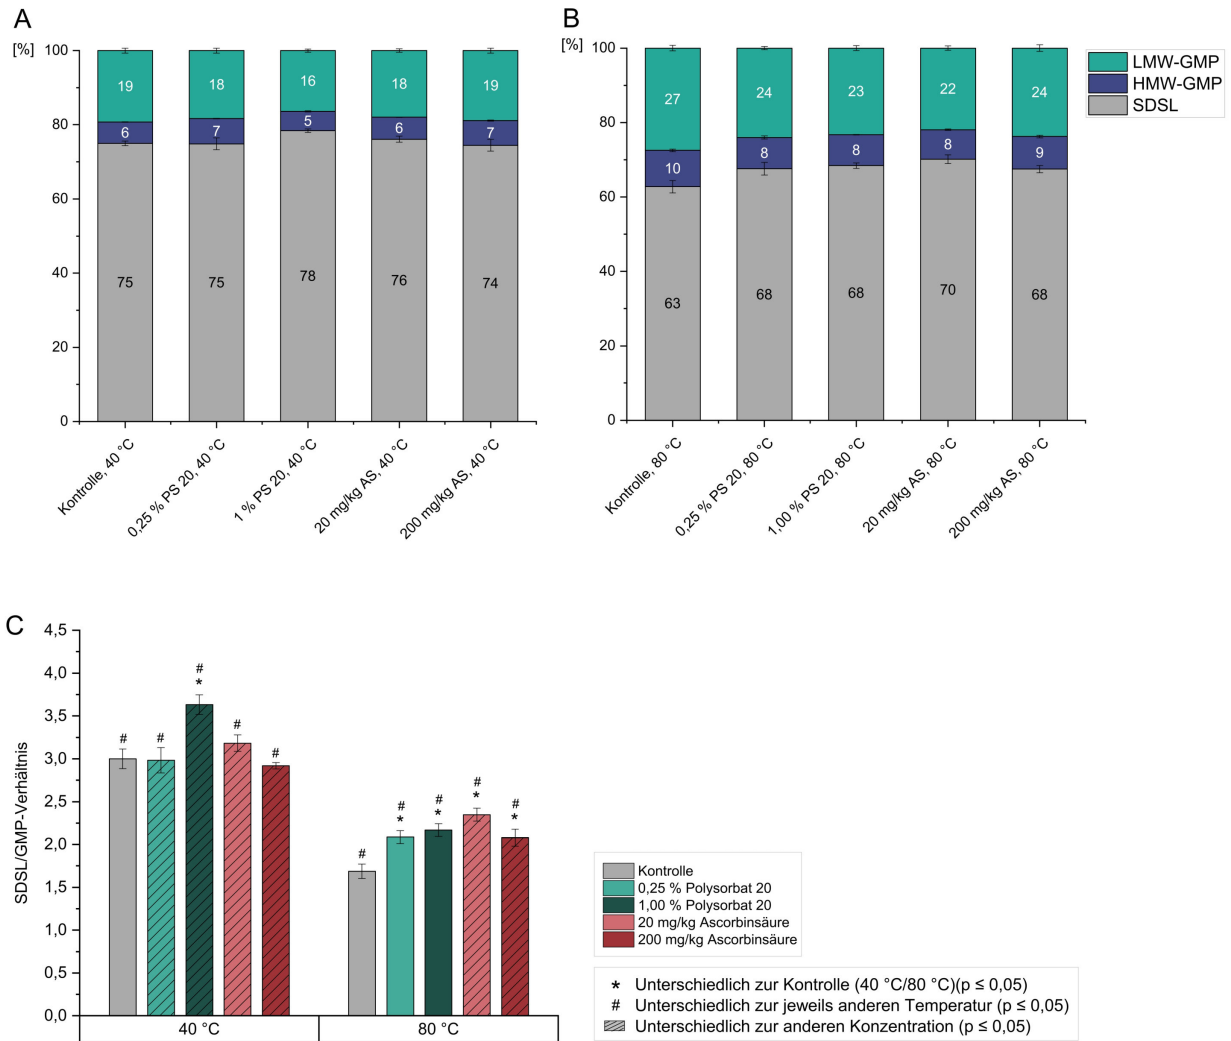 A
[%]
100
80
60
40
20
0
19 18 16 18 19
6 7 5 6 7
75 75 78 76 74
Kontrolle, 40 °C
0,25 % PS 20, 40 °C
1 % PS 20, 40 °C
20 mg/kg AS, 40 °C
200 mg/kg AS, 40 °C
B
[%]
100
80
60
40
20
0
27 24 23 22 24
10 8 8 8 9
63 68 68 70 68
Kontrolle, 80 °C
0,25 % PS 20, 80 °C
1,00 % PS 20, 80 °C
20 mg/kg AS, 80 °C
200 mg/kg AS, 80 °C
LMW-GMP
HMW-GMP
SDSL
C
SDSL/GMP-Verhältnis
4,5
4,0
3,5
3,0
2,5
2,0
1,5
1,0
0,5
0,0
# # # # #
*
# # # # #
* * * *
40 °C 80 °C
Kontrolle
0,25 % Polysorbat 20
1,00 % Polysorbat 20
20 mg/kg Ascorbinsäure
200 mg/kg Ascorbinsäure
* Unterschiedlich zur Kontrolle (40 °C/80 °C)(p ≤ 0,05)
# Unterschiedlich zur jeweils anderen Temperatur (p ≤ 0,05)
Unterschiedlich zur anderen Konzentration (p ≤ 0,05)